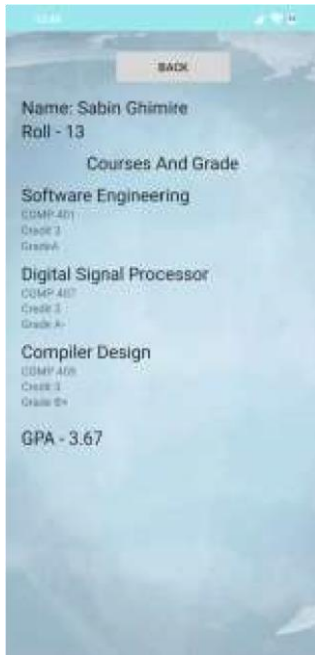 BACK
Name: Sabin Ghimire
Roll - 13
Courses And Grade
Software Engineering
COMP 401
Credit 3
GradeA
Digital Signal Processor
COMP 407
Credit 3
Grade A-
Compiler Design
COMP 409
Credit 3
Grade B+
GPA - 3.67